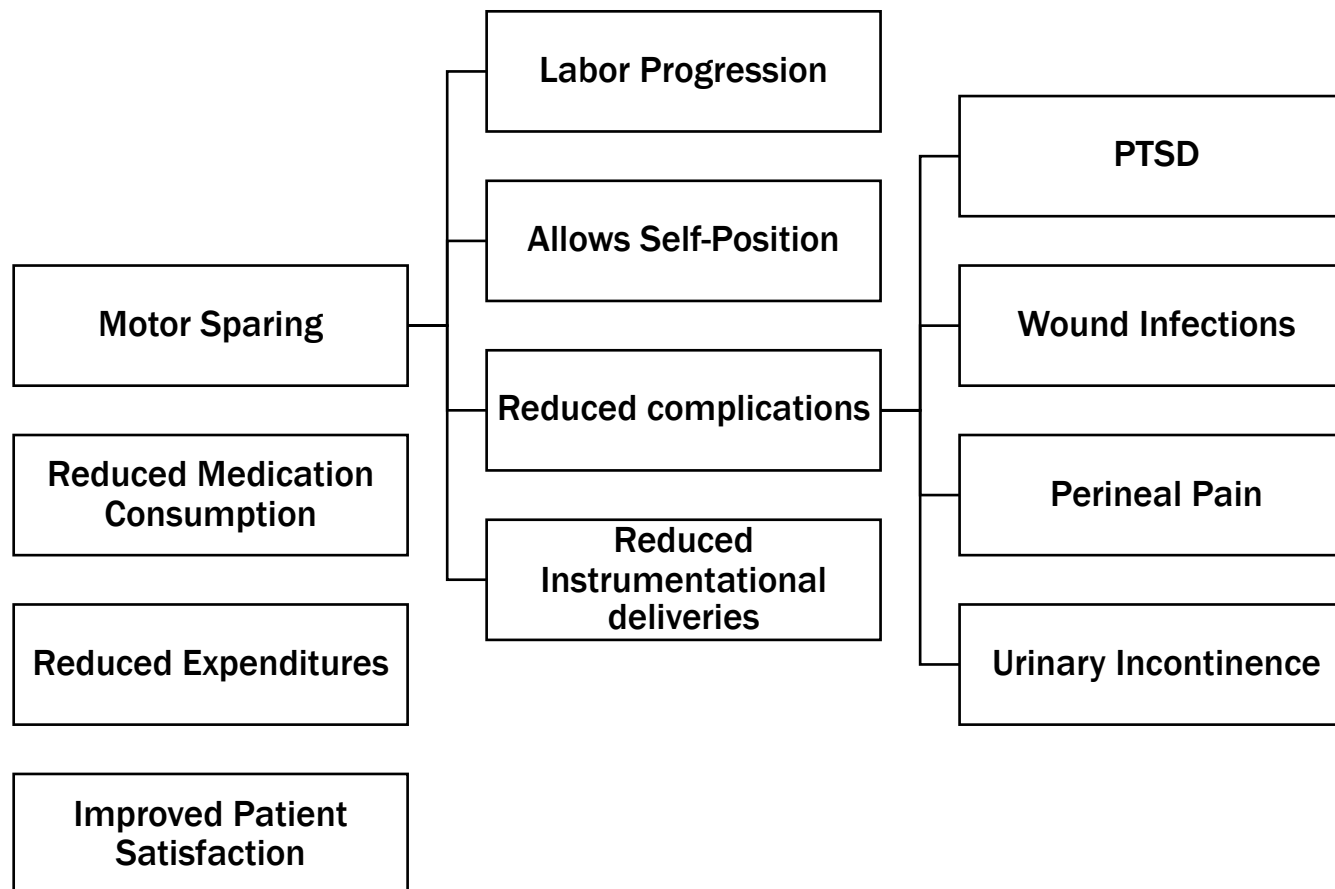 Motor Sparing
Reduced Medication
Consumption
Reduced Expenditures
Improved Patient
Satisfaction
Labor Progression
Allows Self-Position
Reduced complications
Reduced
Instrumentational
deliveries
PTSD
Wound Infections
Perineal Pain
Urinary Incontinence